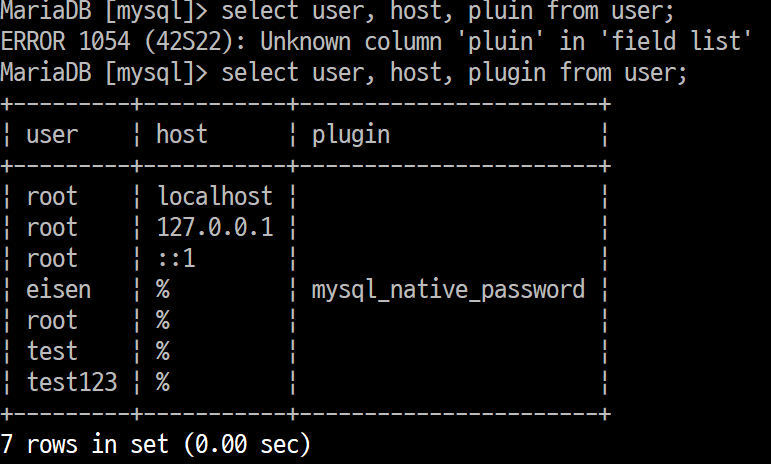 MariaDB [mysql]> select user, host, pluin from user;
ERROR 1054 (42S22): Unknown column 'pluin' in 'field list'
MariaDB [mysql]> select user, host, plugin from user;
+---------+-----------+-----------------------+
¦ user    ¦ host      ¦ plugin                ¦
+---------+-----------+-----------------------+
¦ root    ¦ localhost ¦                       ¦
¦ root    ¦ 127.0.0.1 ¦                       ¦
¦ root    ¦ ::1       ¦                       ¦
¦ eisen   ¦ %         ¦ mysql_native_password ¦
¦ root    ¦ %         ¦                       ¦
¦ test    ¦ %         ¦                       ¦
¦ test123 ¦ %         ¦                       ¦
+---------+-----------+-----------------------+
7 rows in set (0.00 sec)